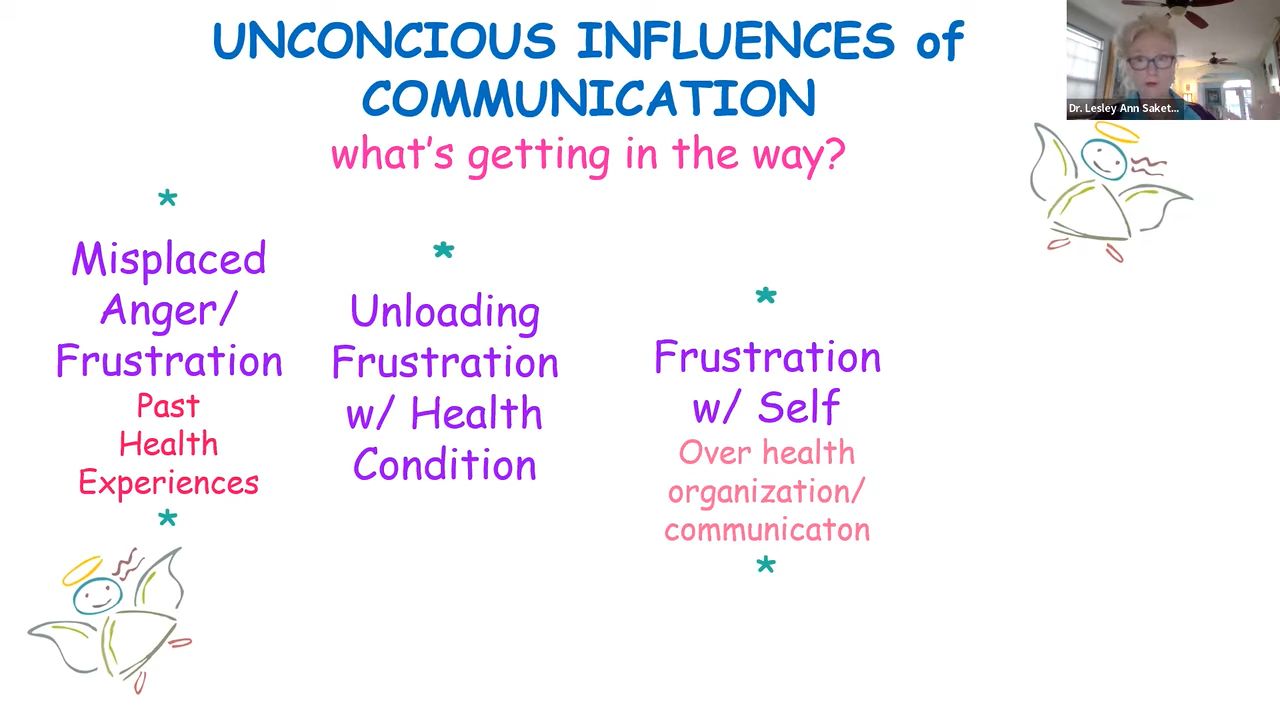 UNCONCIOUS INFLUENCES of
COMMUNICATION
what's getting in the way?
*
Misplaced
Anger/
Frustration
Past
Health
Experiences
*
*
Unloading
Frustration
w/ Health
Condition
*
Frustration
w/ Self
Over health
organization/
communicaton
*
Dr. Lesley Ann Saket...